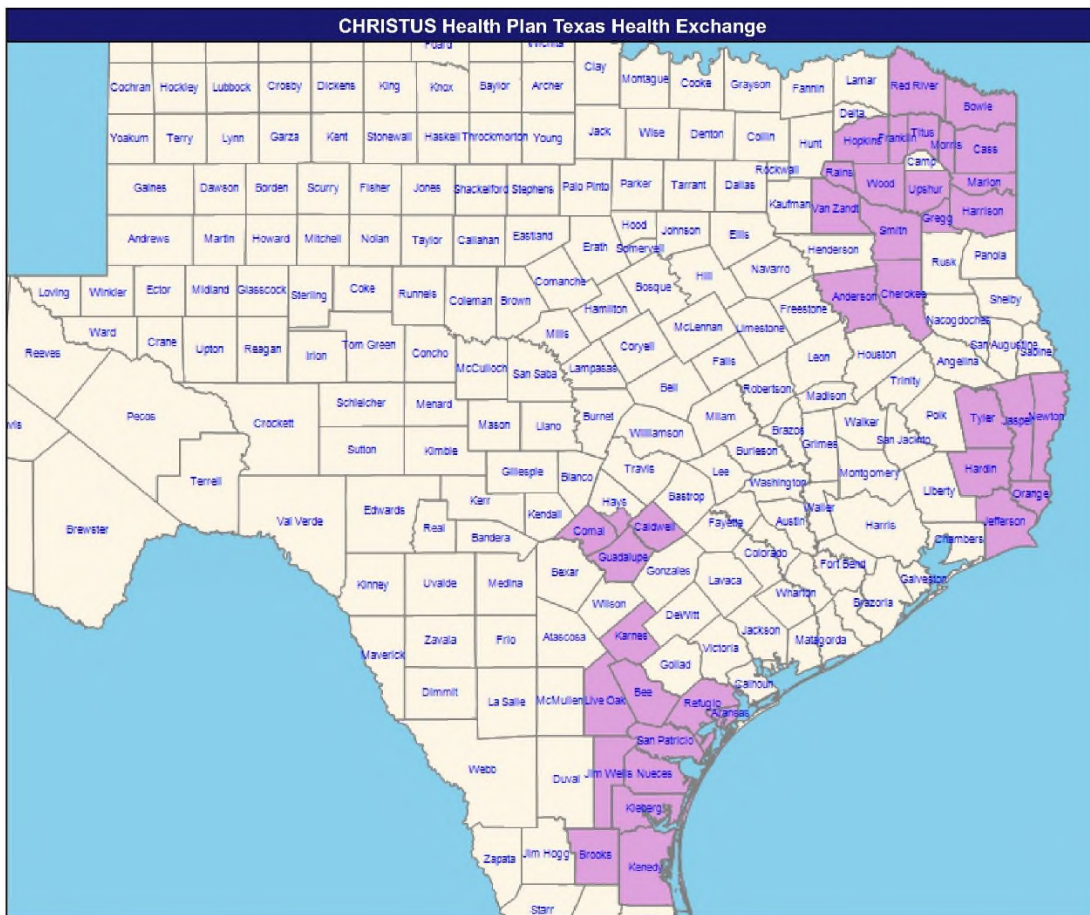 CHRISTUS Health Plan Texas Health Exchange
Foard Wichita
Clay Montague Cooke Grayson Fannin Lamar Red River Bowie
Cochran Hockley Lubbock Crosby Dickens King Knox Baylor Archer
Delta
Yoakum Terry Lynn Garza Kent Stonewall Haskell Throckmorton Young Jack Wise Denton Collin Hunt Hopkins Franklin Titus Morris Cass
Rockwall Camp
Gaines Dawson Borden Scurry Fisher Jones Shackelford Stephens Palo Pinto Parker Tarrant Dallas Kaufman Rains Wood Upshur Marion
Van Zandt Gregg Harrison
Andrews Martin Howard Mitchell Nolan Taylor Callahan Eastland Erath Hood Somervell Johnson Ellis Henderson Smith Rusk Panola
Loving Winkler Ector Midland Glasscock Sterling Coke Runnels Coleman Brown Comanche Hamilton Bosque Hill Navarro Freestone Anderson Cherokee Shelby
Ward Crane Upton Reagan Irion Tom Green Concho McCulloch San Saba Mills Lampasas Coryell McLennan Limestone Falls Leon Houston Nacogdoches San Augustine Sabine Angelina
Reeves
Pecos Crockett Schleicher Menard Mason Llano Burnet Bell Milam Robertson Madison Trinity Walker Polk Tyler Jasper Newton
vis
Sutton Kimble Williamson Brazos Grimes San Jacinto Hardin
Terrell Gillespie Blanco Travis Lee Burleson Washington Montgomery Liberty Orange
Brewster Val Verde Edwards Kerr Kendall Hays Bastrop Waller Harris Jefferson
Real Bandera Comal Caldwell Fayette Austin Chambers
Kinney Uvalde Medina Bexar Guadalupe Gonzales Lavaca Colorado Fort Bend Galveston
Wilson Wharton Brazoria
Maverick Zavala Frio Atascosa Karnes DeWitt Jackson Matagorda
Victoria Goliad
Dimmit La Salle McMullen Live Oak Bee Refugio Calhoun
Aransas
San Patricio
Webb Duval Jim Wells Nueces
Kleberg
Zapata Jim Hogg Brooks Kenedy
Starr